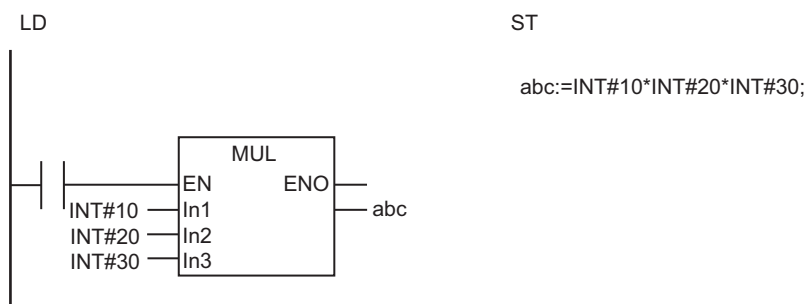 LD
ST
abc:=INT#10*INT#20*INT#30;
MUL
EN ENO
INT#10 In1 abc
INT#20 In2
INT#30 In3